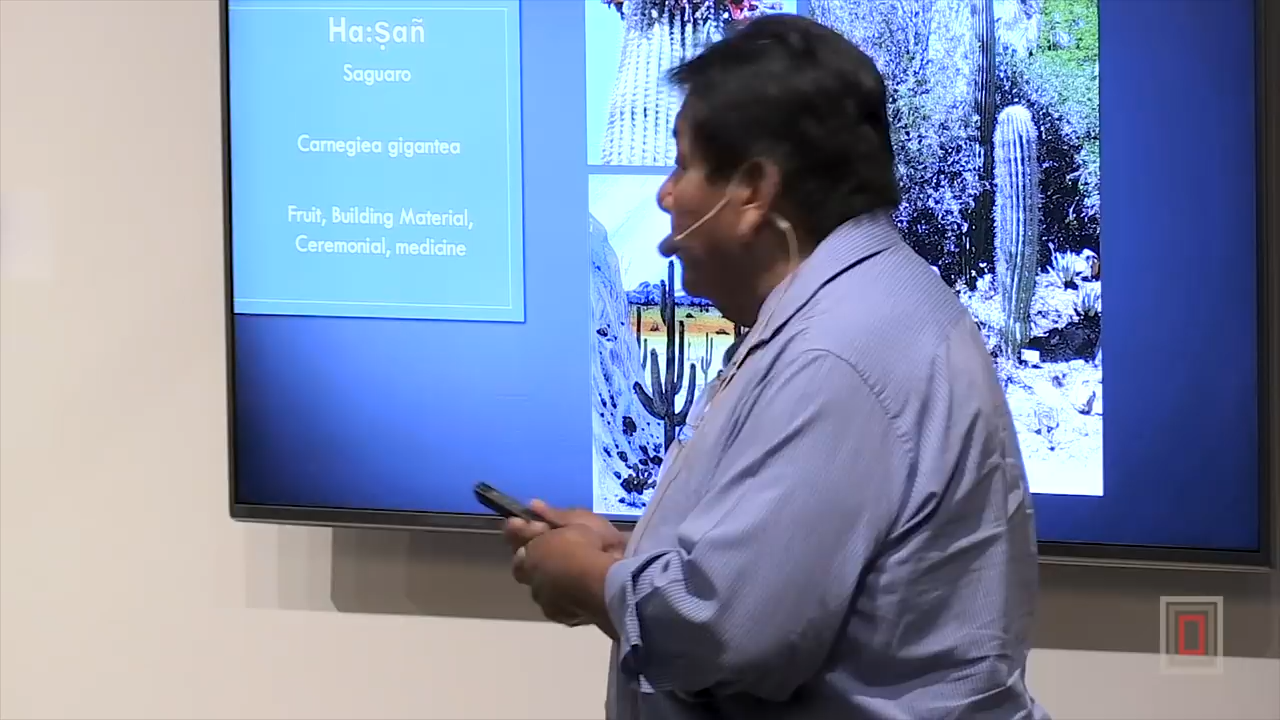 Ha:Ṣañ
Saguaro
Carnegiea gigantea
Fruit, Building Material,
Ceremonial, medicine